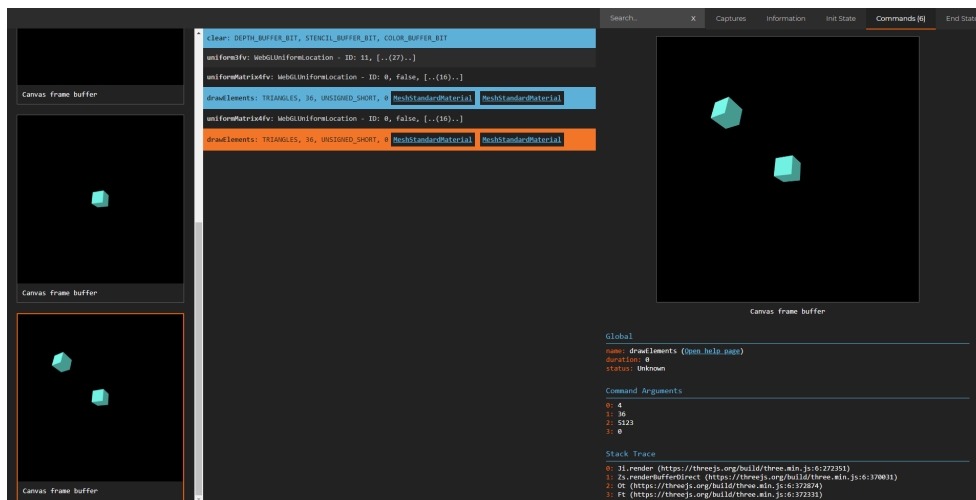 Search..
X
Captures
Information
Init State
Commands (6)
End State
Canvas frame buffer
Canvas frame buffer
Canvas frame buffer
clear: DEPTH_BUFFER_BIT, STENCIL_BUFFER_BIT, COLOR_BUFFER_BIT
uniform3fv: WebGLUniformLocation - ID: 11, [..(27)..]
uniformMatrix4fv: WebGLUniformLocation - ID: 0, false, [..(16)..]
drawElements: TRIANGLES, 36, UNSIGNED_SHORT, 0 MeshStandardMaterial MeshStandardMaterial
uniformMatrix4fv: WebGLUniformLocation - ID: 0, false, [..(16)..]
drawElements: TRIANGLES, 36, UNSIGNED_SHORT, 0 MeshStandardMaterial MeshStandardMaterial
Canvas frame buffer
Global
name: drawElements (Open help page)
duration: 0
status: Unknown
Command Arguments
0: 4
1: 36
2: 5123
3: 0
Stack Trace
0: Ji.render (https://threejs.org/build/three.min.js:6:272351)
1: Zs.renderBufferDirect (https://threejs.org/build/three.min.js:6:370031)
2: Ot (https://threejs.org/build/three.min.js:6:372874)
3: Ft (https://threejs.org/build/three.min.js:6:372331)